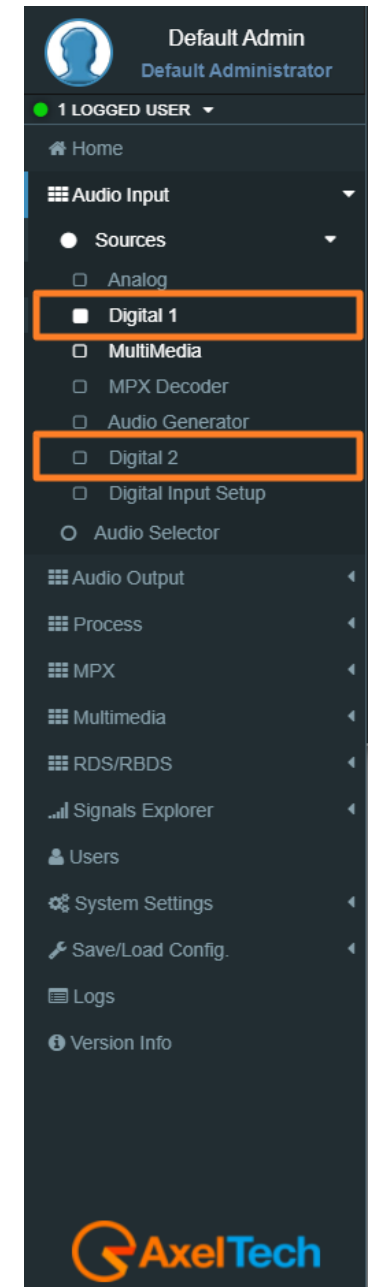 Default Admin
Default Administrator
1 LOGGED USER
Home
Audio Input
Sources
Analog
Digital 1
MultiMedia
MPX Decoder
Audio Generator
Digital 2
Digital Input Setup
Audio Selector
Audio Output
Process
MPX
Multimedia
RDS/RBDS
Signals Explorer
Users
System Settings
Save/Load Config.
Logs
Version Info
AxelTech